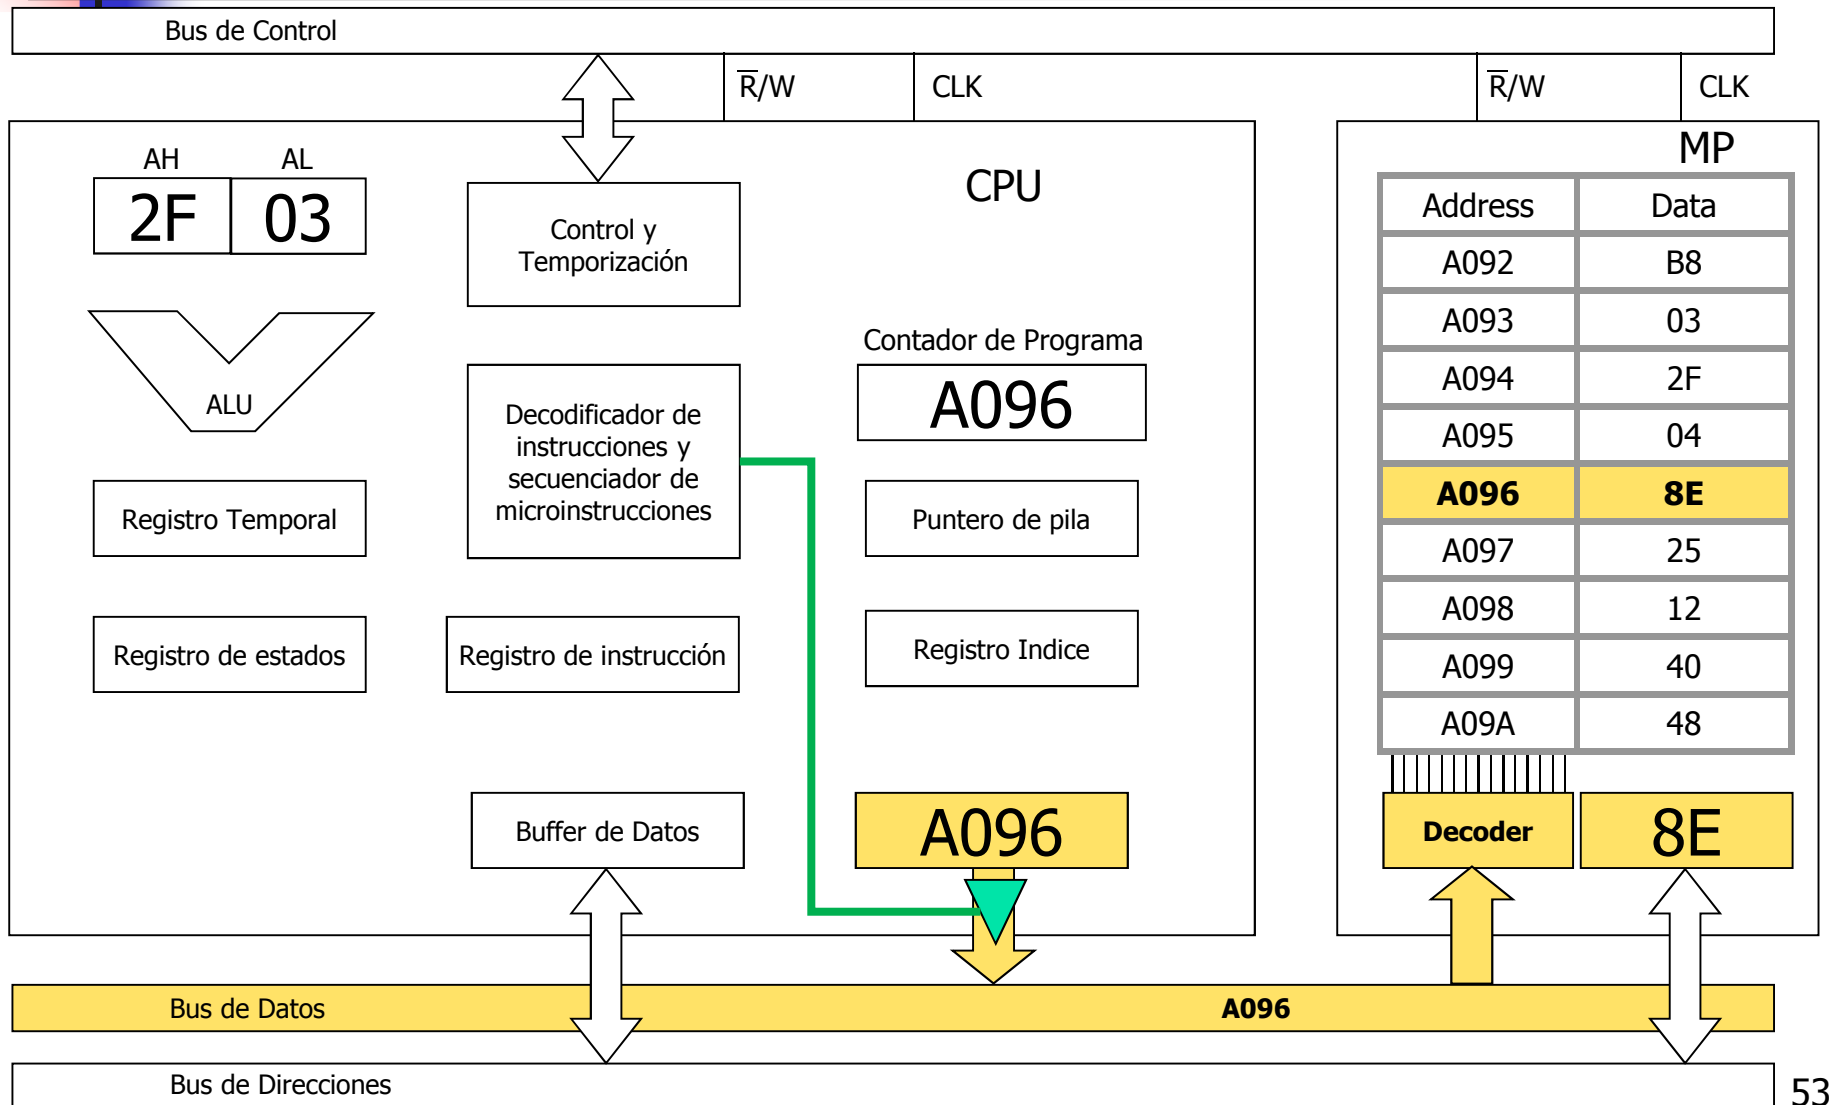 Bus de Control
R̅/W
CLK
R̅/W
CLK
AH
AL
2F
03
Control y
Temporización
CPU
MP
Address
Data
A092
B8
A093
03
A094
2F
A095
04
A096
8E
A097
25
A098
12
A099
40
A09A
48
ALU
Decodificador de
instrucciones y
secuenciador de
microinstrucciones
Contador de Programa
A096
Registro Temporal
Puntero de pila
Registro de estados
Registro de instrucción
Registro Indice
Buffer de Datos
A096
Decoder
8E
Bus de Datos
A096
Bus de Direcciones
53